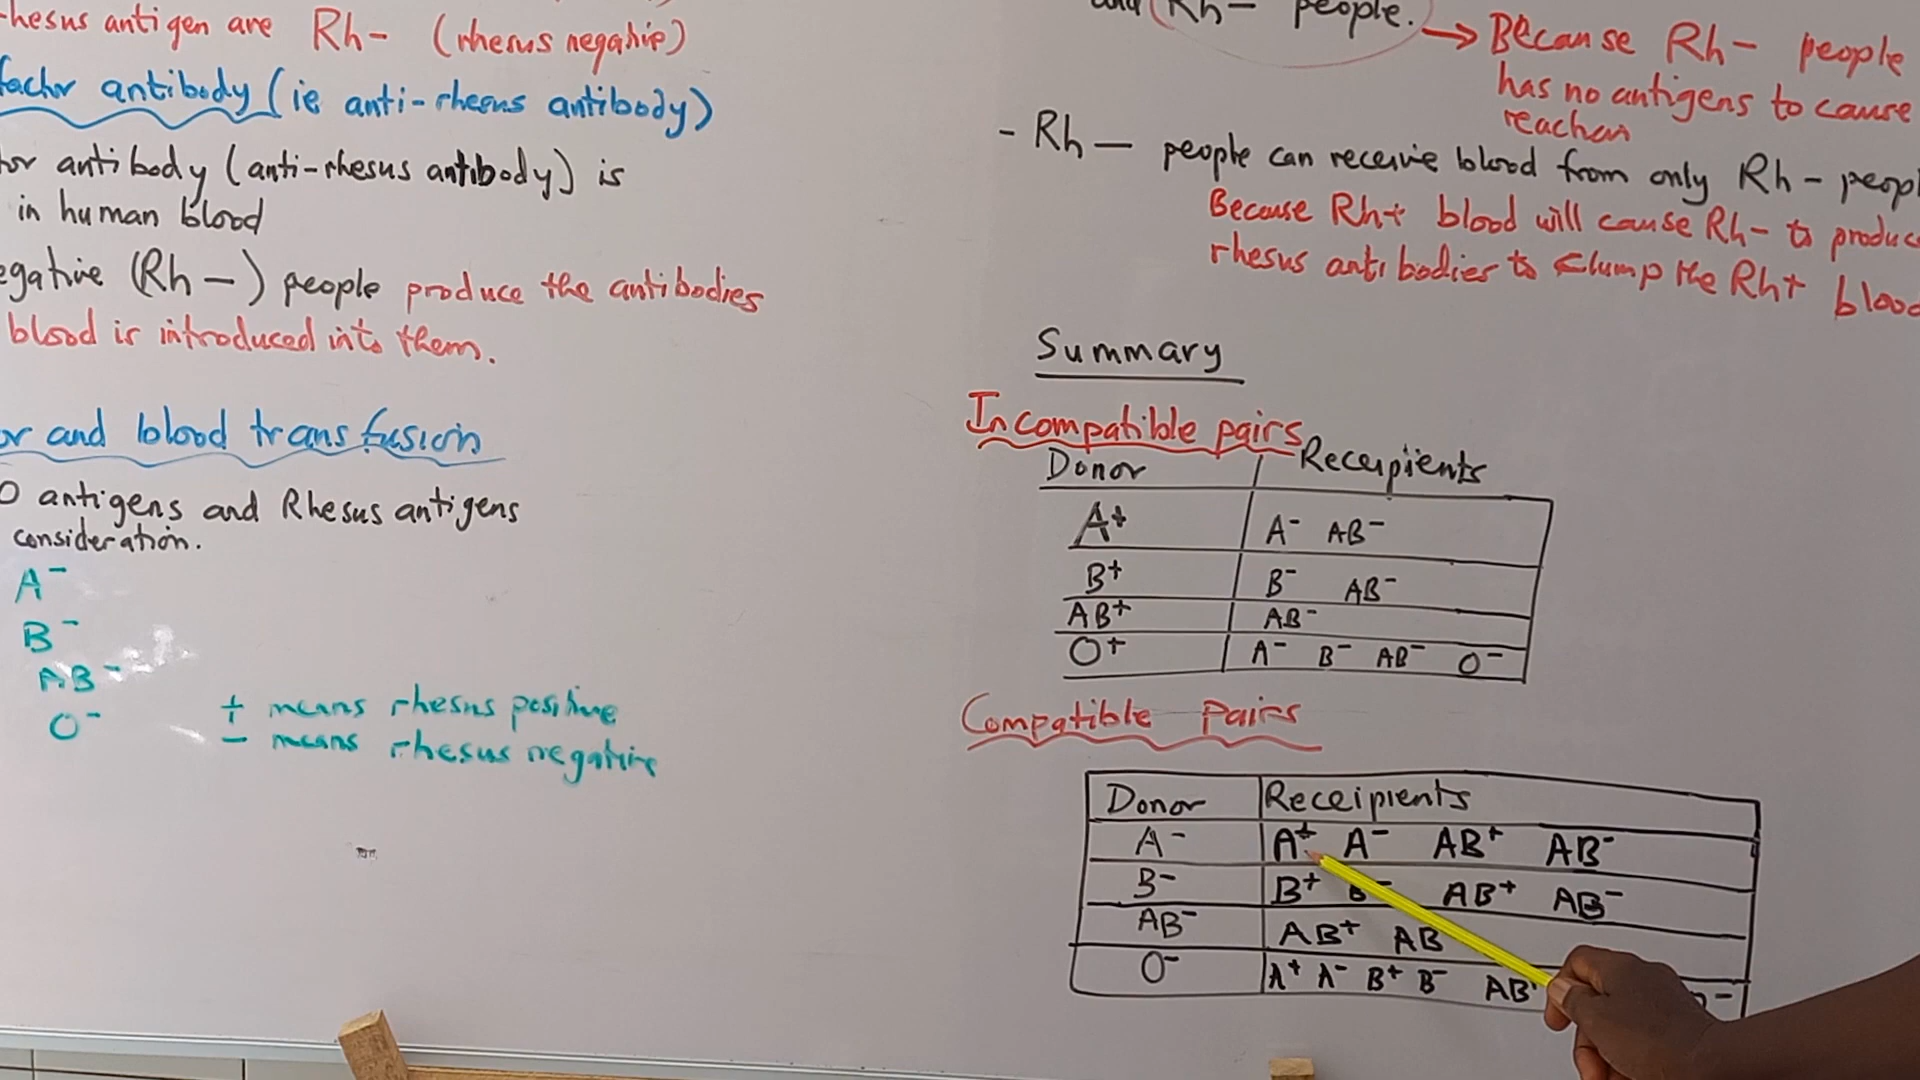 rhesus antigen are Rh- (rhesus negative)
factor antibody (ie anti-rhesus antibody)
tor antibody (anti-rhesus antibody) is
in human blood
egative (Rh-) people produce the antibodies
blood is introduced into them.
or and blood transfusion
O antigens and Rhesus antigens
consideration.
A-
B-
AB-
O-
+ means rhesus positive
- means rhesus negative
and Rh- people.
→ Because Rh- people
has no antigens to cause
reaction
- Rh- people can receive blood from only Rh- peopl
Because Rh+ blood will cause Rh- to produc
rhesus antibodies to clump the Rh+ blood
Summary
Incompatible pairs
Donor Receipients
A+ A- AB-
B+ B- AB-
AB+ AB-
O+ A- B- AB- O-
Compatible Pairs
Donor Receipients
A- A+ A- AB+ AB-
B- B+ B- AB+ AB-
AB- AB+ AB
O- A+ A- B+ B- AB